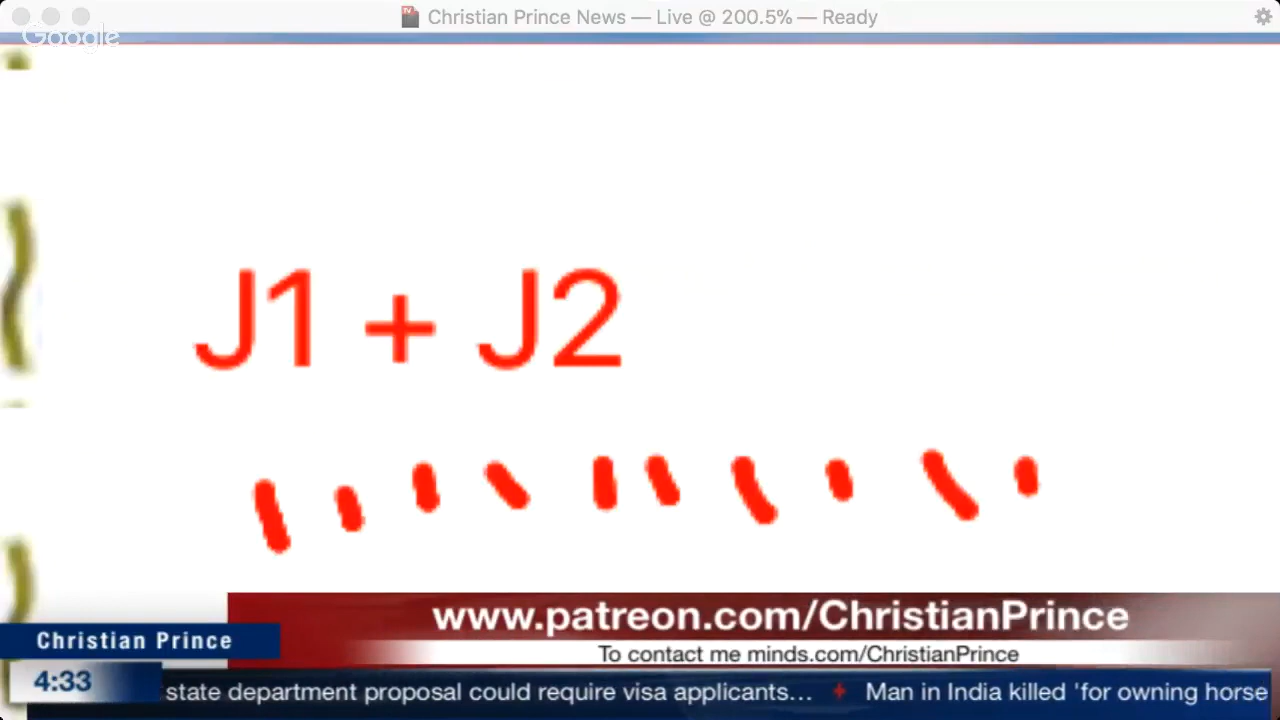 Christian Prince News — Live @ 200.5% — Ready
Google
J1 + J2
www.patreon.com/ChristianPrince
To contact me minds.com/ChristianPrince
Christian Prince
4:33
state department proposal could require visa applicants... + Man in India killed 'for owning horse